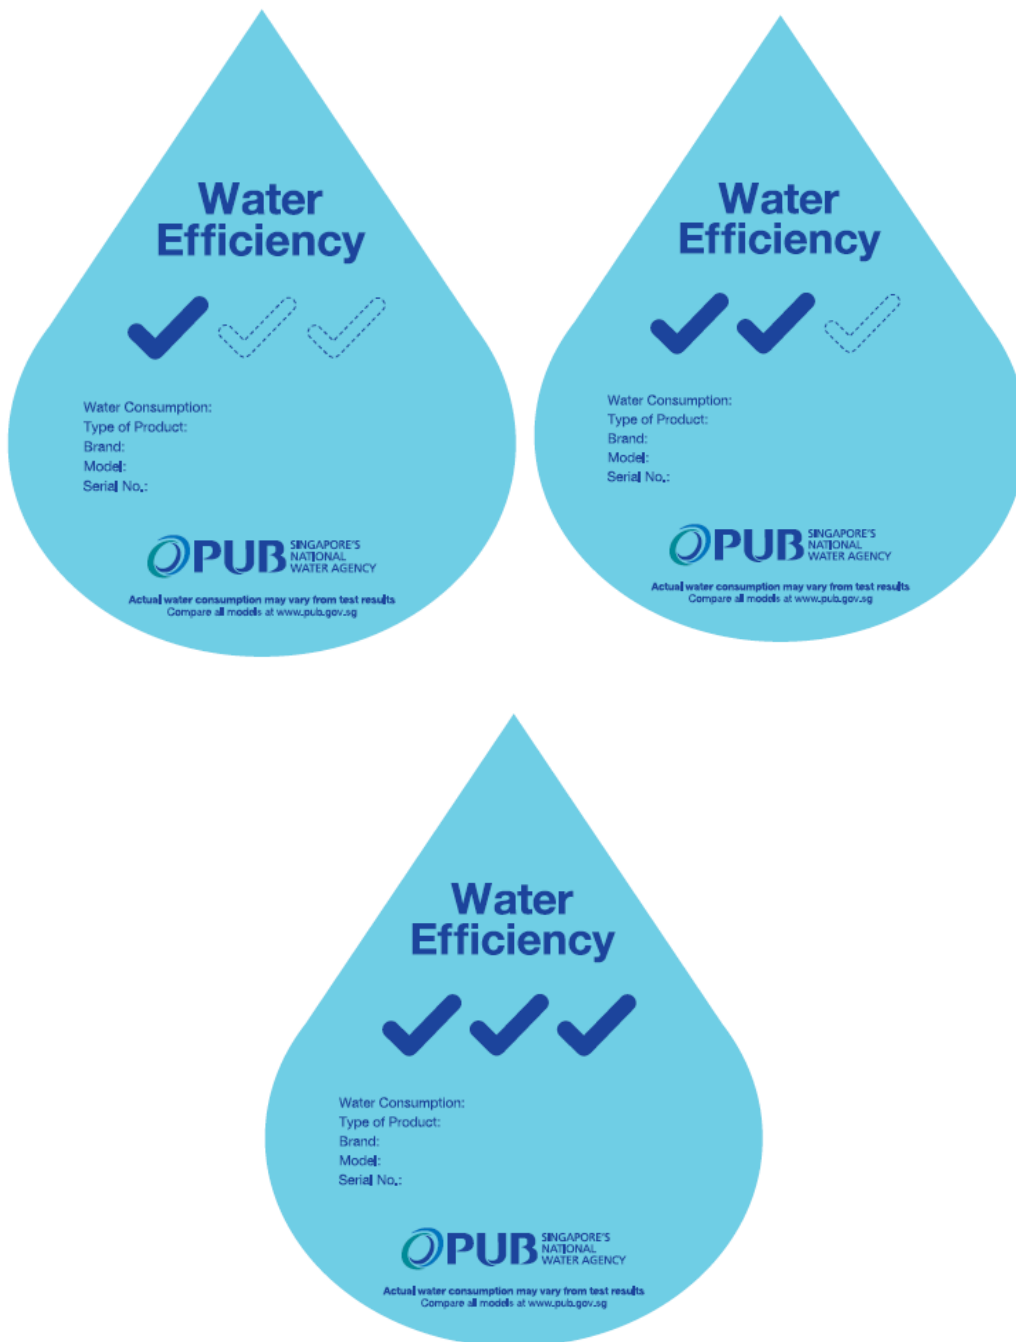 Water
Efficiency
Water Consumption:
Type of Product:
Brand:
Model:
Serial No.:
PUB SINGAPORE'S
NATIONAL
WATER AGENCY
Actual water consumption may vary from test results
Compare all models at www.pub.gov.sg
Water
Efficiency
Water Consumption:
Type of Product:
Brand:
Model:
Serial No.:
PUB SINGAPORE'S
NATIONAL
WATER AGENCY
Actual water consumption may vary from test results
Compare all models at www.pub.gov.sg
Water
Efficiency
Water Consumption:
Type of Product:
Brand:
Model:
Serial No.:
PUB SINGAPORE'S
NATIONAL
WATER AGENCY
Actual water consumption may vary from test results
Compare all models at www.pub.gov.sg